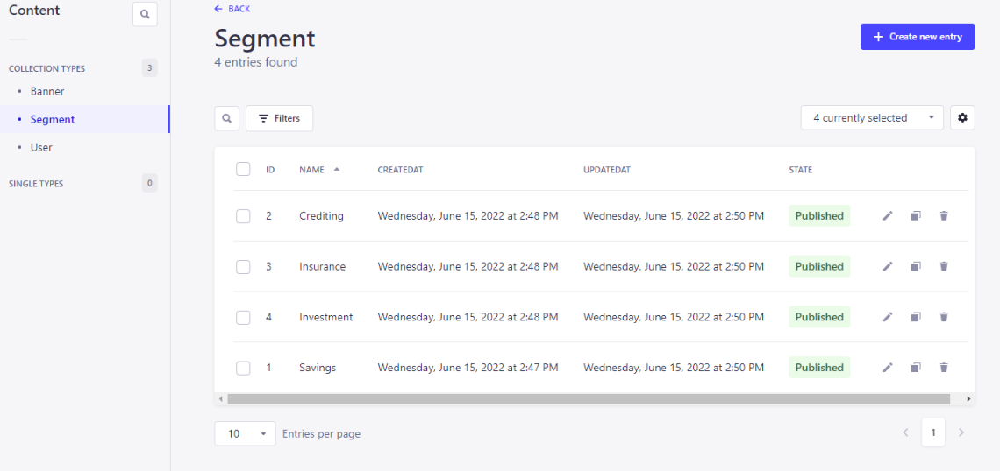 Content
COLLECTION TYPES 3
Banner
Segment
User
SINGLE TYPES 0
BACK
Segment
4 entries found
Create new entry
Filters
4 currently selected
ID NAME CREATEDAT UPDATEDAT STATE
2 Crediting Wednesday, June 15, 2022 at 2:48 PM Wednesday, June 15, 2022 at 2:50 PM Published
3 Insurance Wednesday, June 15, 2022 at 2:48 PM Wednesday, June 15, 2022 at 2:50 PM Published
4 Investment Wednesday, June 15, 2022 at 2:48 PM Wednesday, June 15, 2022 at 2:50 PM Published
1 Savings Wednesday, June 15, 2022 at 2:47 PM Wednesday, June 15, 2022 at 2:50 PM Published
10 Entries per page 1